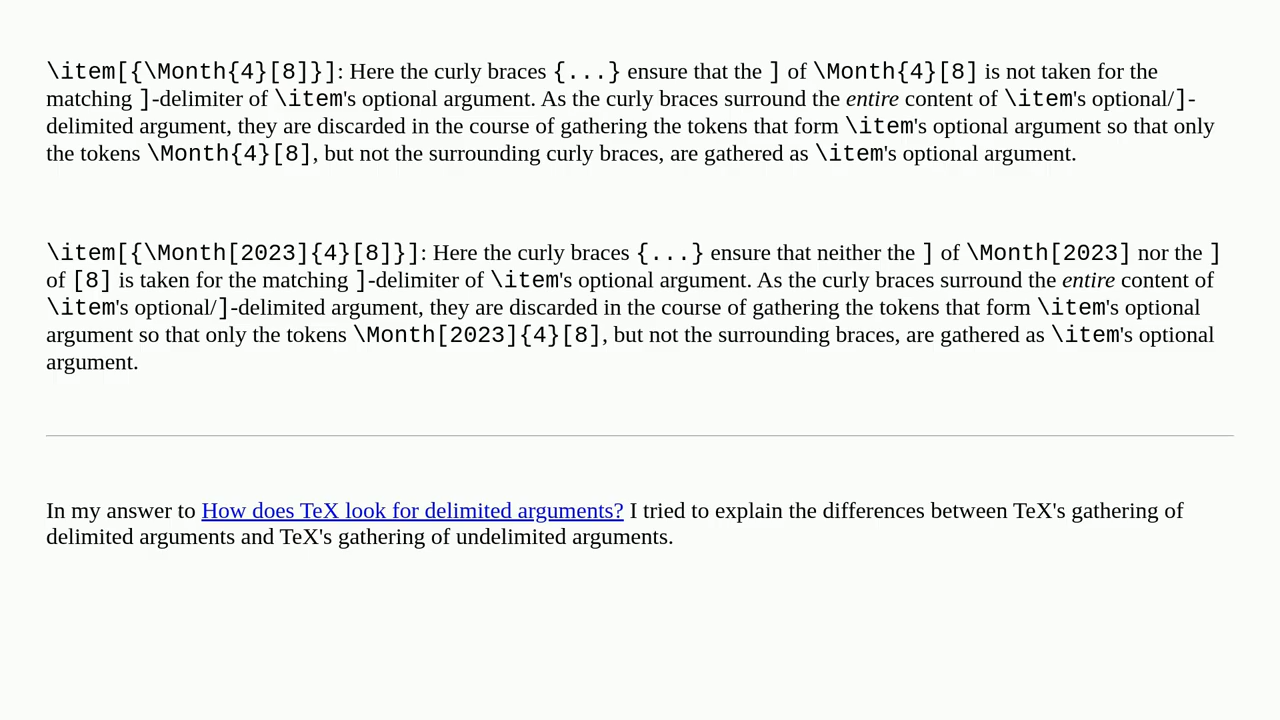 \item[{\Month{4}[8]}]: Here the curly braces {...} ensure that the ] of \Month{4}[8] is not taken for the
matching ]-delimiter of \item's optional argument. As the curly braces surround the entire content of \item's optional/]-
delimited argument, they are discarded in the course of gathering the tokens that form \item's optional argument so that only
the tokens \Month{4}[8], but not the surrounding curly braces, are gathered as \item's optional argument.
\item[{\Month[2023]{4}[8]}]: Here the curly braces {...} ensure that neither the ] of \Month[2023] nor the ]
of [8] is taken for the matching ]-delimiter of \item's optional argument. As the curly braces surround the entire content of
\item's optional/]-delimited argument, they are discarded in the course of gathering the tokens that form \item's optional
argument so that only the tokens \Month[2023]{4}[8], but not the surrounding braces, are gathered as \item's optional
argument.
In my answer to How does TeX look for delimited arguments? I tried to explain the differences between TeX's gathering of
delimited arguments and TeX's gathering of undelimited arguments.